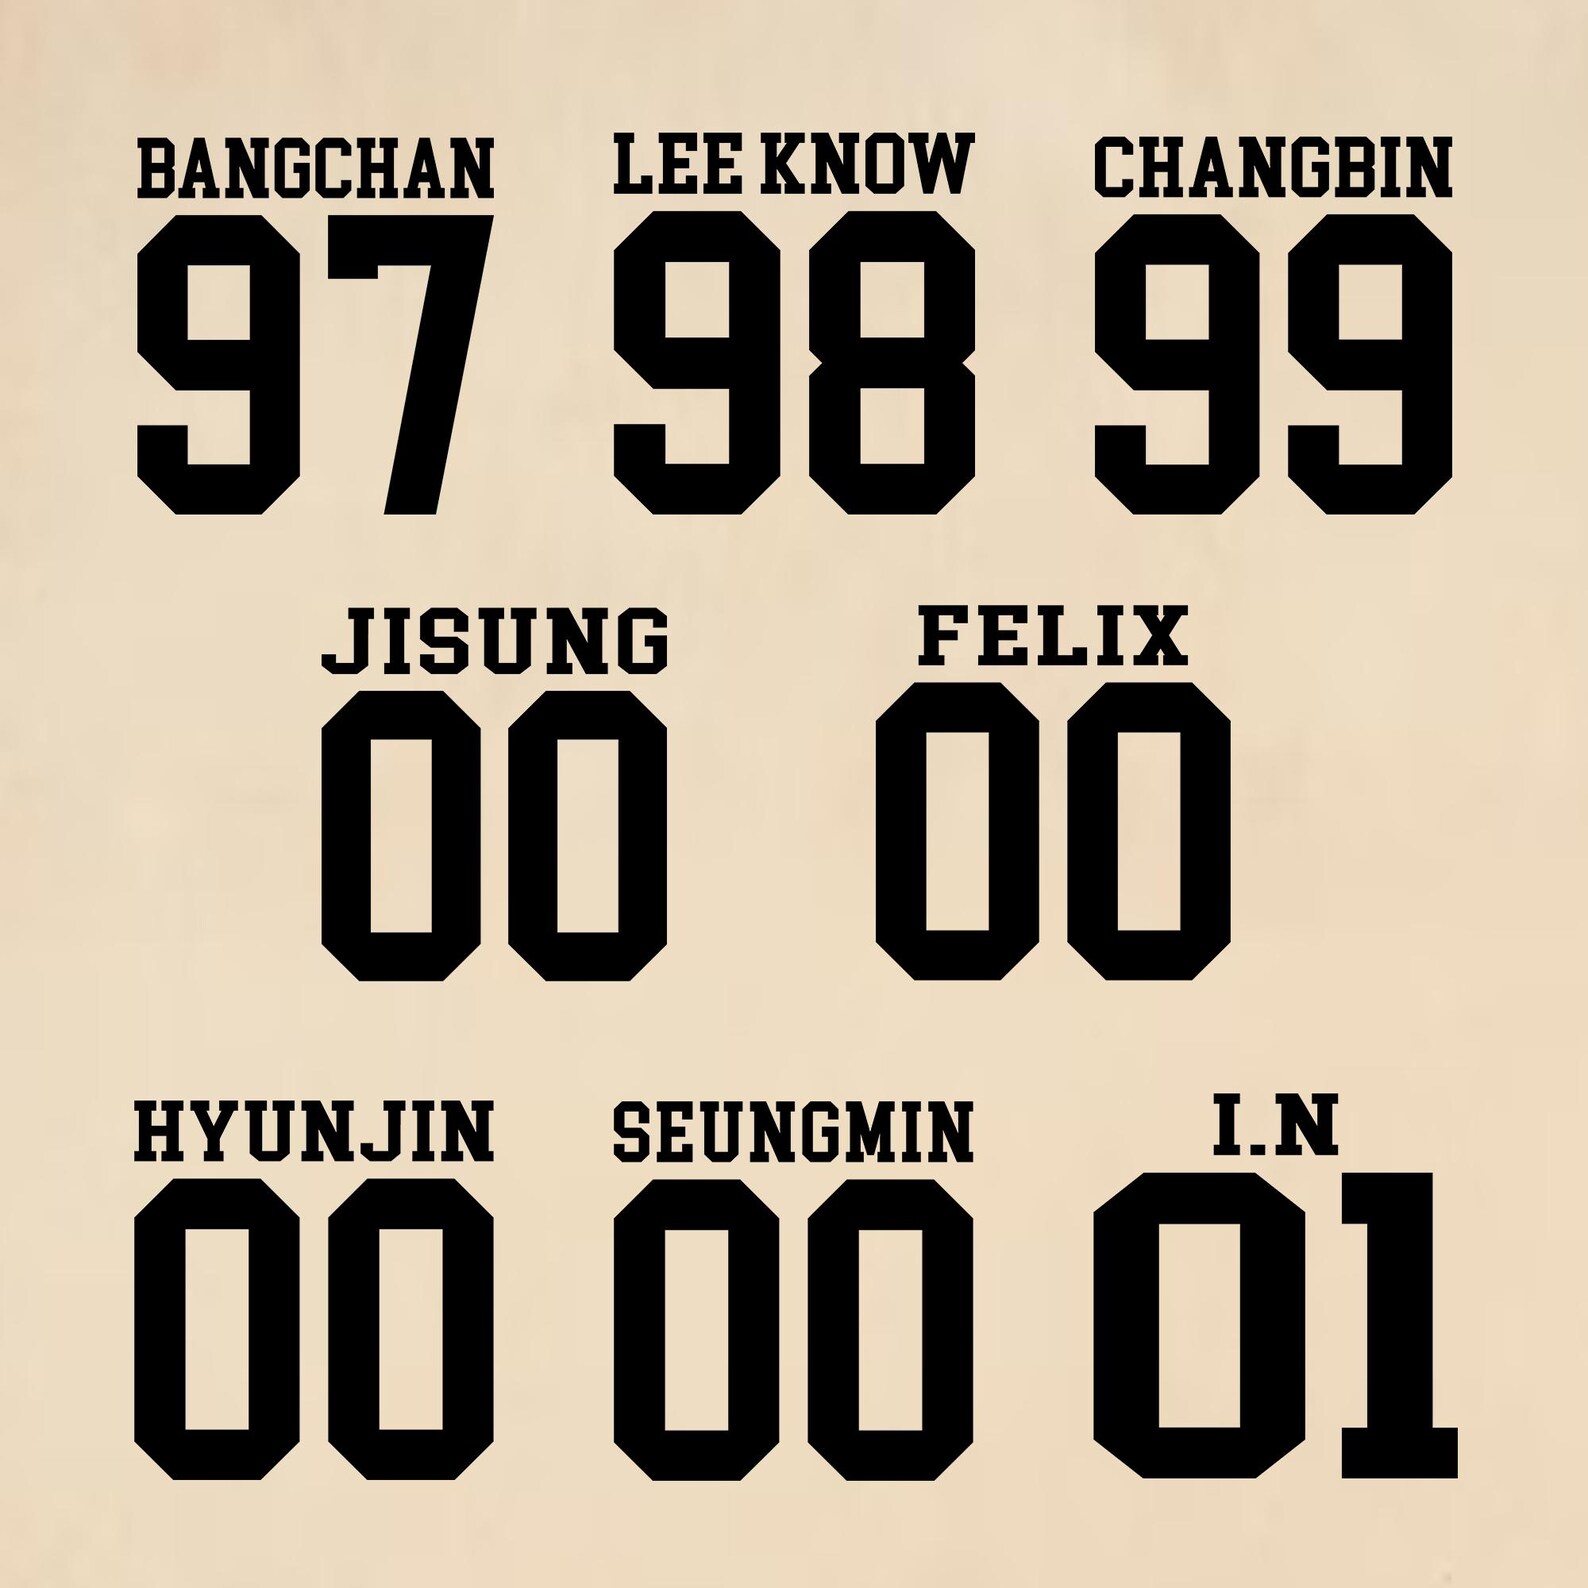 BANGCHAN
97
LEE KNOW
98
CHANGBIN
99
JISUNG
00
FELIX
00
HYUNJIN
00
SEUNGMIN
00
I.N
01